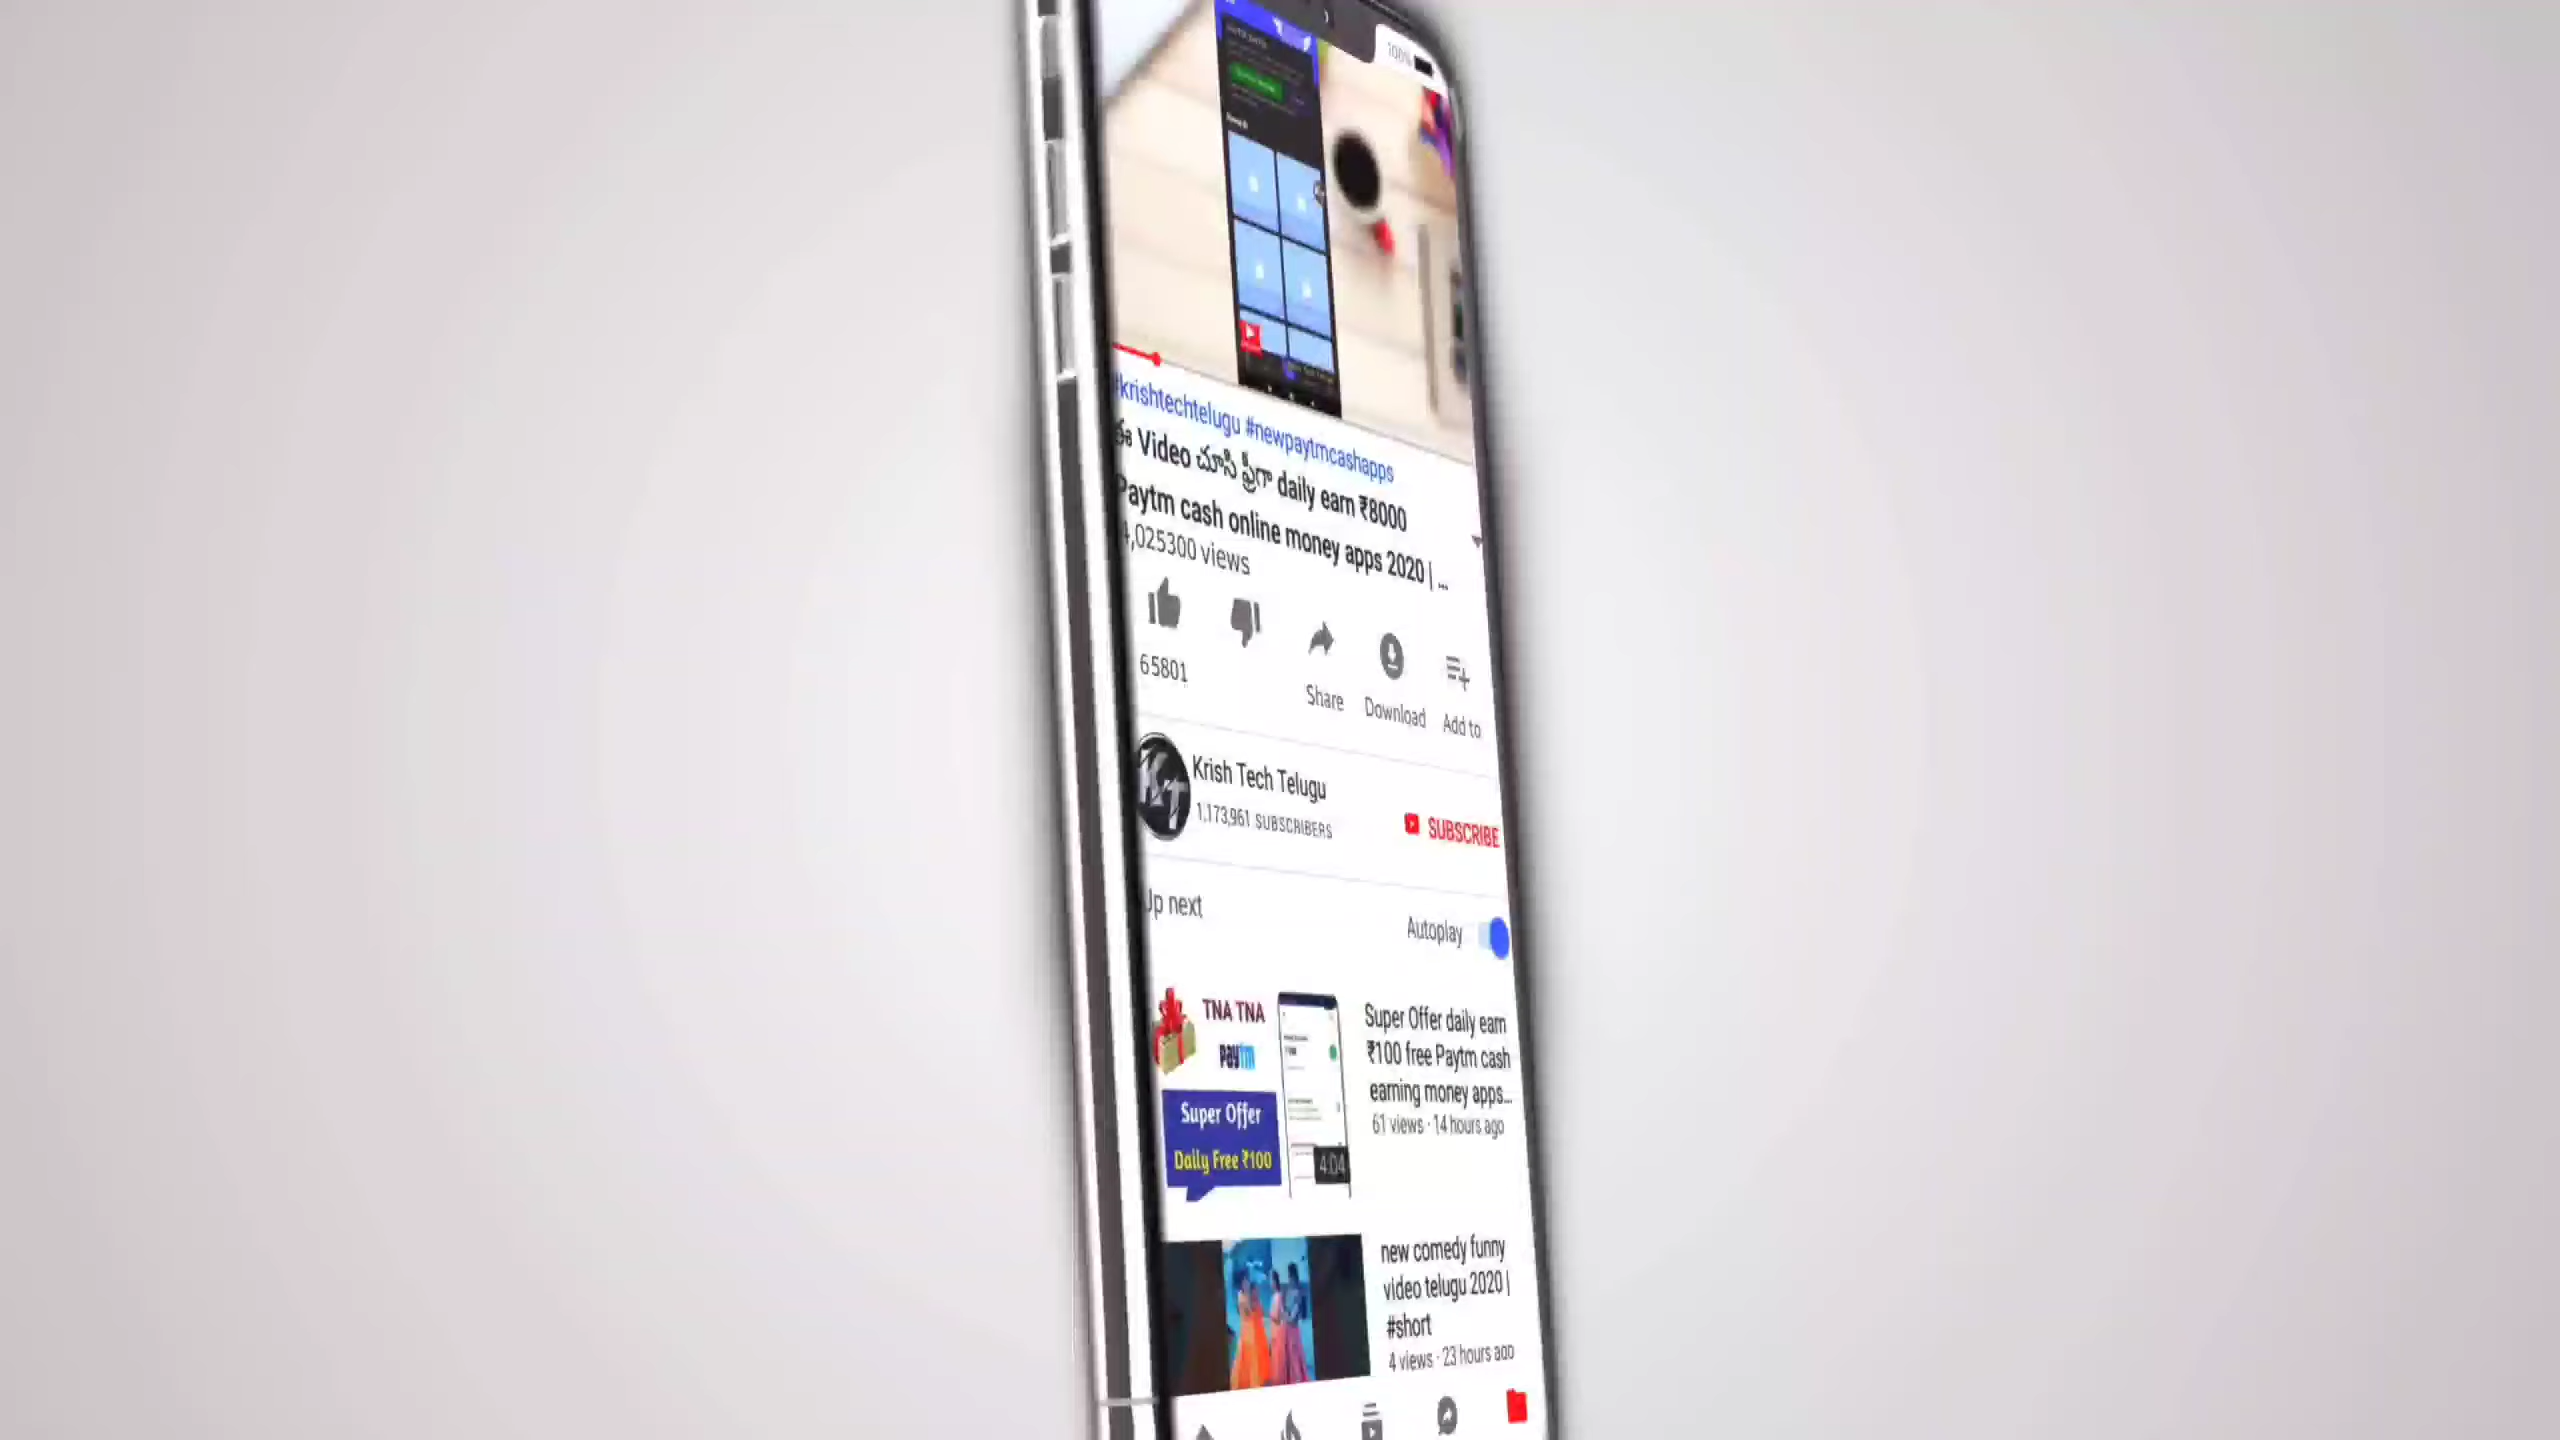 100%
#krishtechtelugu #newpaytmcashapps
ఈ Video చూసి ఫ్రీగా daily earn ₹8000
Paytm cash online money apps 2020 | ...
4,025300 views
65801
Share
Download
Add to
Krish Tech Telugu
1,173,961 SUBSCRIBERS
SUBSCRIBE
Up next
Autoplay
TNA TNA
paytm
Super Offer
Daily Free ₹100
4:04
Super Offer daily earn
₹100 free Paytm cash
earning money apps...
61 views · 14 hours ago
new comedy funny
video telugu 2020 |
#short
4 views · 23 hours ago